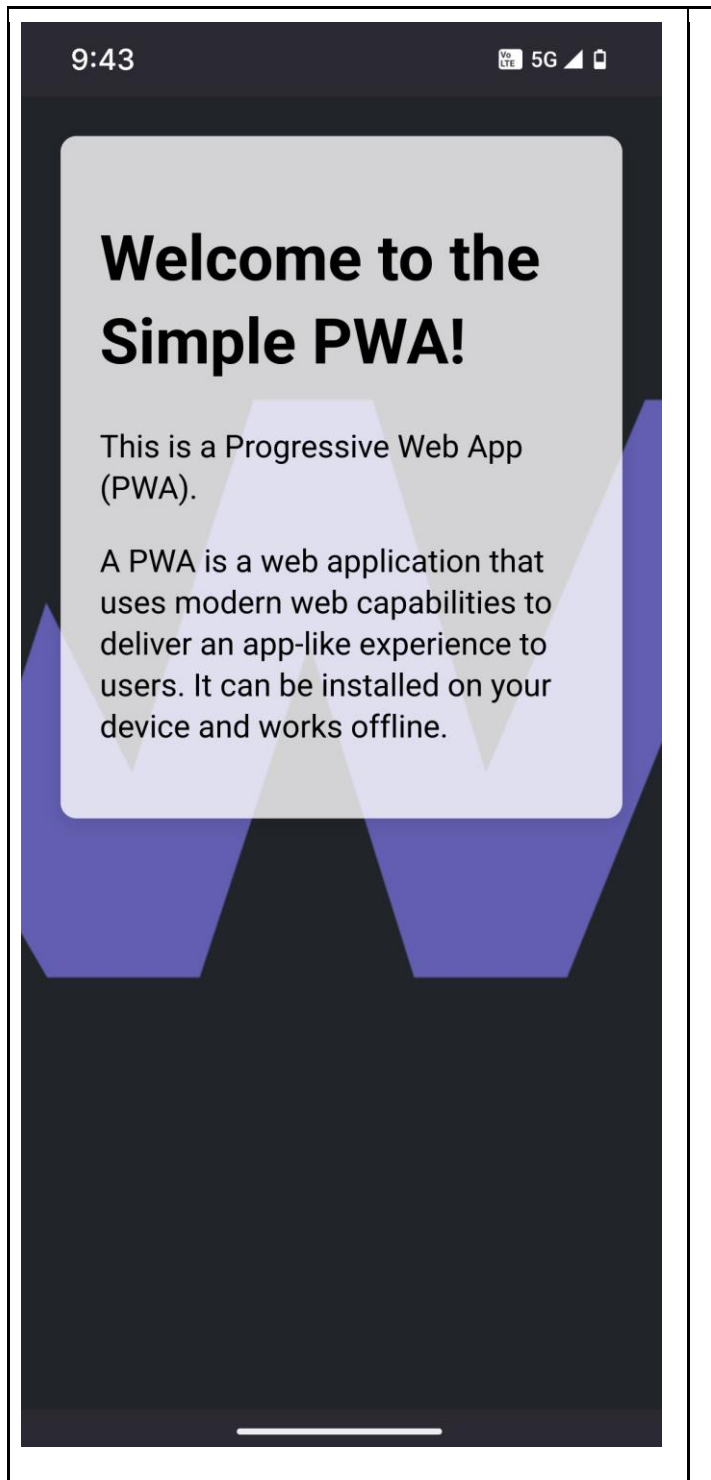 9:43
Vo LTE 5G
Welcome to the
Simple PWA!
This is a Progressive Web App
(PWA).
A PWA is a web application that
uses modern web capabilities to
deliver an app-like experience to
users. It can be installed on your
device and works offline.